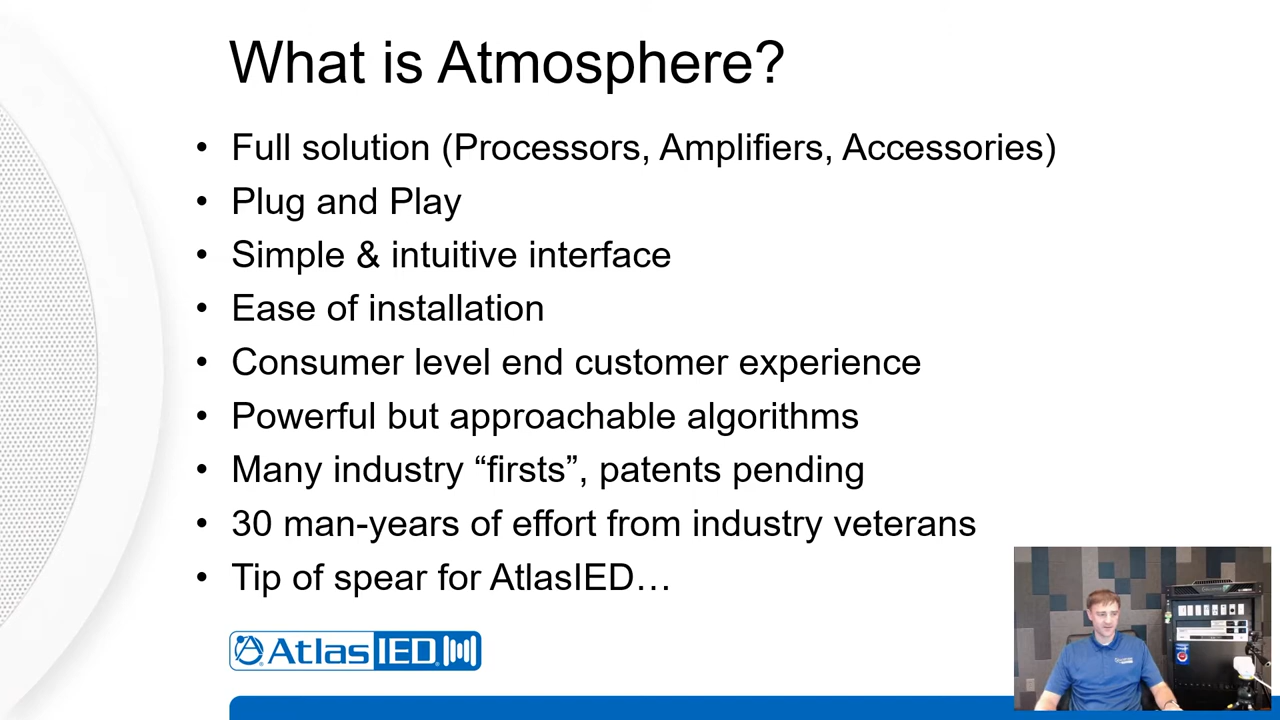 What is Atmosphere?
• Full solution (Processors, Amplifiers, Accessories)
• Plug and Play
• Simple & intuitive interface
• Ease of installation
• Consumer level end customer experience
• Powerful but approachable algorithms
• Many industry “firsts”, patents pending
• 30 man-years of effort from industry veterans
• Tip of spear for AtlasIED…
Atlas IED